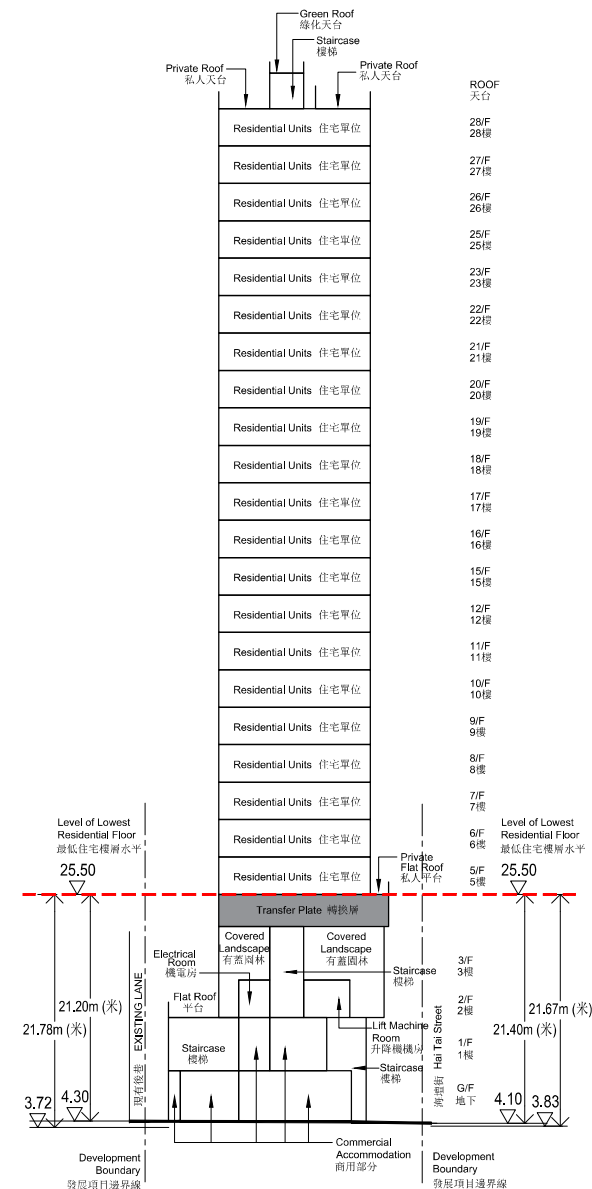 Green Roof
綠化天台
Staircase
樓梯
Private Roof
私人天台
Private Roof
私人天台
ROOF
天台
Residential Units 住宅單位
28/F
28樓
Residential Units 住宅單位
27/F
27樓
Residential Units 住宅單位
26/F
26樓
Residential Units 住宅單位
25/F
25樓
Residential Units 住宅單位
23/F
23樓
Residential Units 住宅單位
22/F
22樓
Residential Units 住宅單位
21/F
21樓
Residential Units 住宅單位
20/F
20樓
Residential Units 住宅單位
19/F
19樓
Residential Units 住宅單位
18/F
18樓
Residential Units 住宅單位
17/F
17樓
Residential Units 住宅單位
16/F
16樓
Residential Units 住宅單位
15/F
15樓
Residential Units 住宅單位
12/F
12樓
Residential Units 住宅單位
11/F
11樓
Residential Units 住宅單位
10/F
10樓
Residential Units 住宅單位
9/F
9樓
Residential Units 住宅單位
8/F
8樓
Residential Units 住宅單位
7/F
7樓
Residential Units 住宅單位
6/F
6樓
Residential Units 住宅單位
5/F
5樓
Level of Lowest
Residential Floor
最低住宅樓層水平
25.50
Private
Flat Roof
私人平台
Level of Lowest
Residential Floor
最低住宅樓層水平
25.50
Transfer Plate 轉換層
Covered
Landscape
有蓋園林
Covered
Landscape
有蓋園林
Electrical
Room
機電房
Staircase
樓梯
3/F
3樓
Flat Roof
平台
2/F
2樓
Lift Machine
Room
升降機機房
21.20m (米)
21.78m (米)
21.67m (米)
21.40m (米)
EXISTING LANE
現有後巷
Hai Tai Street
海壇街
Staircase
樓梯
1/F
1樓
Staircase
樓梯
G/F
地下
3.72
4.30
4.10
3.83
Commercial
Accommodation
商用部分
Development
Boundary
發展項目邊界線
Development
Boundary
發展項目邊界線